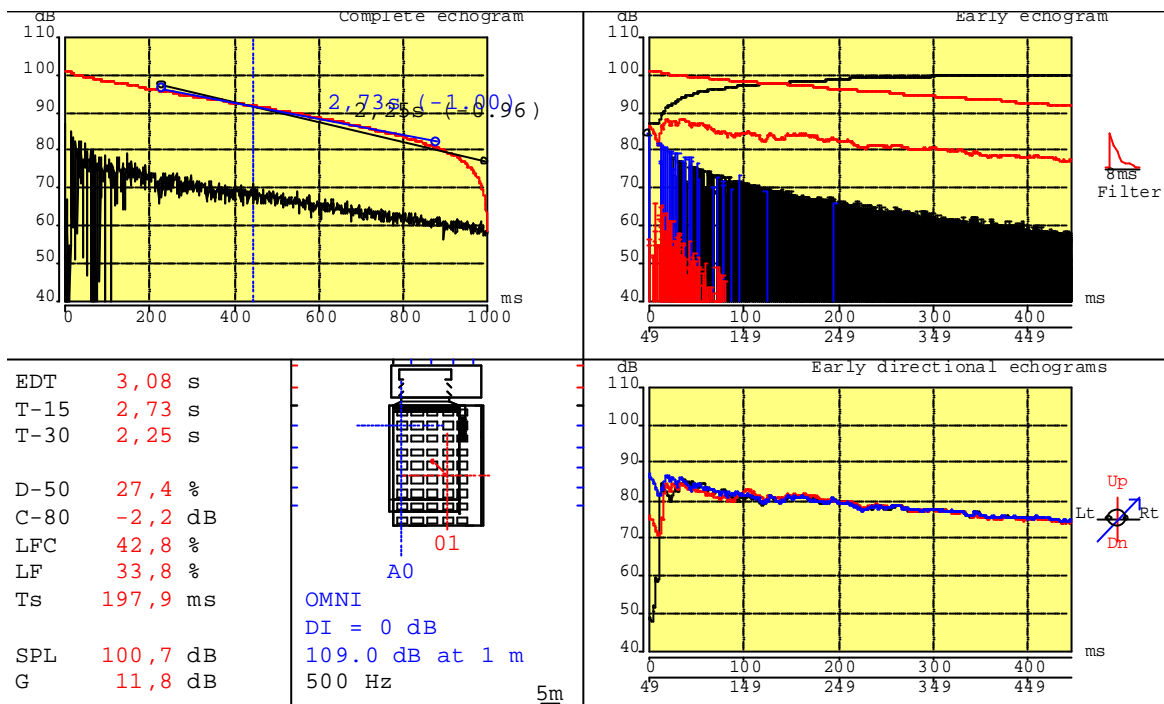 dB Complete echogram
110
100
90
80
70
60
50
40
2,73s (-1.00)
2,25s (-0.96)
ms
0 200 400 600 800 1000
dB Early echogram
110
100
90
80
70
60
50
40
ms
0 100 200 300 400
49 149 249 349 449
8ms
Filter
EDT 3,08 s
T-15 2,73 s
T-30 2,25 s
D-50 27,4 %
C-80 -2,2 dB
LFC 42,8 %
LF 33,8 %
Ts 197,9 ms
SPL 100,7 dB
G 11,8 dB
01
A0
OMNI
DI = 0 dB
109.0 dB at 1 m
500 Hz
5m
dB Early directional echograms
110
100
90
80
70
60
50
40
ms
0 100 200 300 400
49 149 249 349 449
Up
Lt Rt
Dn